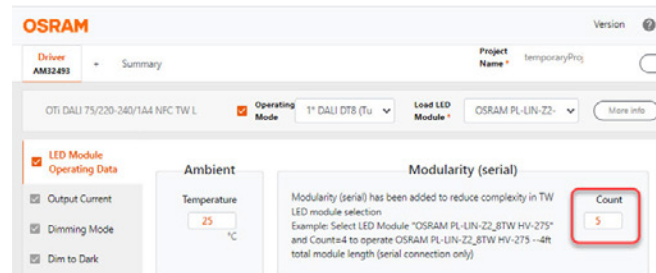 OSRAM
Version
Driver
AM32493
Summary
Project
Name *
temporaryProj
OTi DALI 75/220-240/1A4 NFC TW L
Operating
Mode
1* DALI DT8 (Tu
Load LED
Module *
OSRAM PL-LIN-Z2-
More info
LED Module
Operating Data
Output Current
Dimming Mode
Dim to Dark
Ambient
Temperature
25
°C
Modularity (serial)
Modularity (serial) has been added to reduce complexity in TW
LED module selection
Example: Select LED Module "OSRAM PL-LIN-Z2_8TW HV-275"
and Count=4 to operate OSRAM PL-LIN-Z2_8TW HV-275 --4ft
total module length (serial connection only)
Count
5